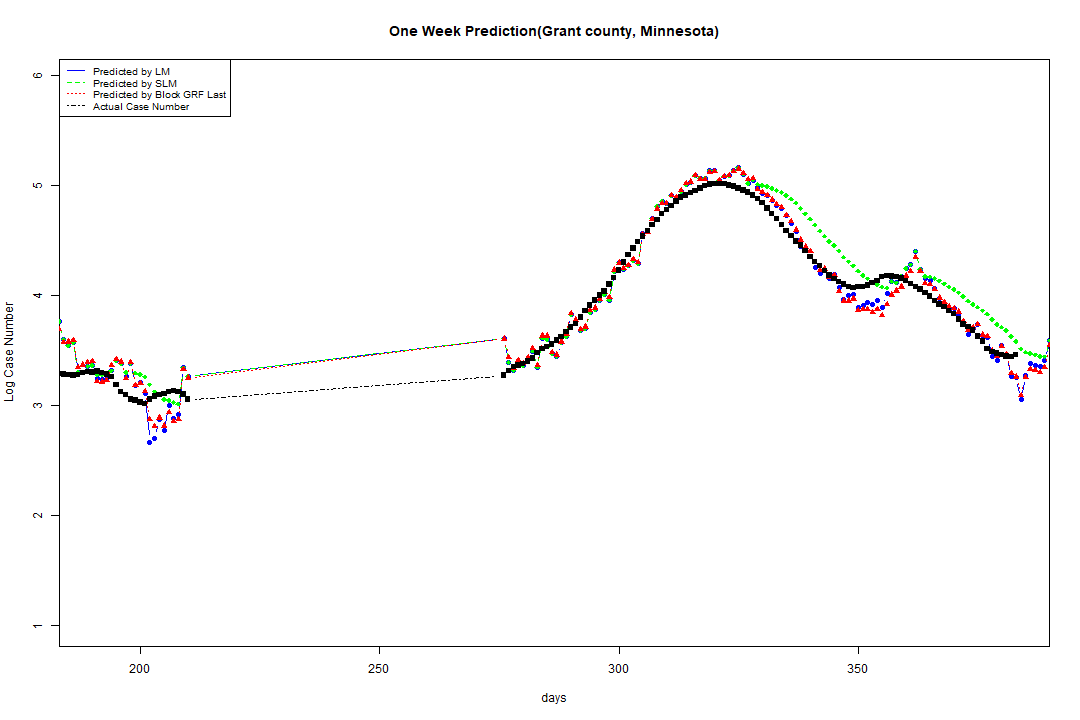 One Week Prediction(Grant county, Minnesota)
Predicted by LM
Predicted by SLM
Predicted by Block GRF Last
Actual Case Number
6
5
4
3
2
1
Log Case Number
200 250 300 350
days